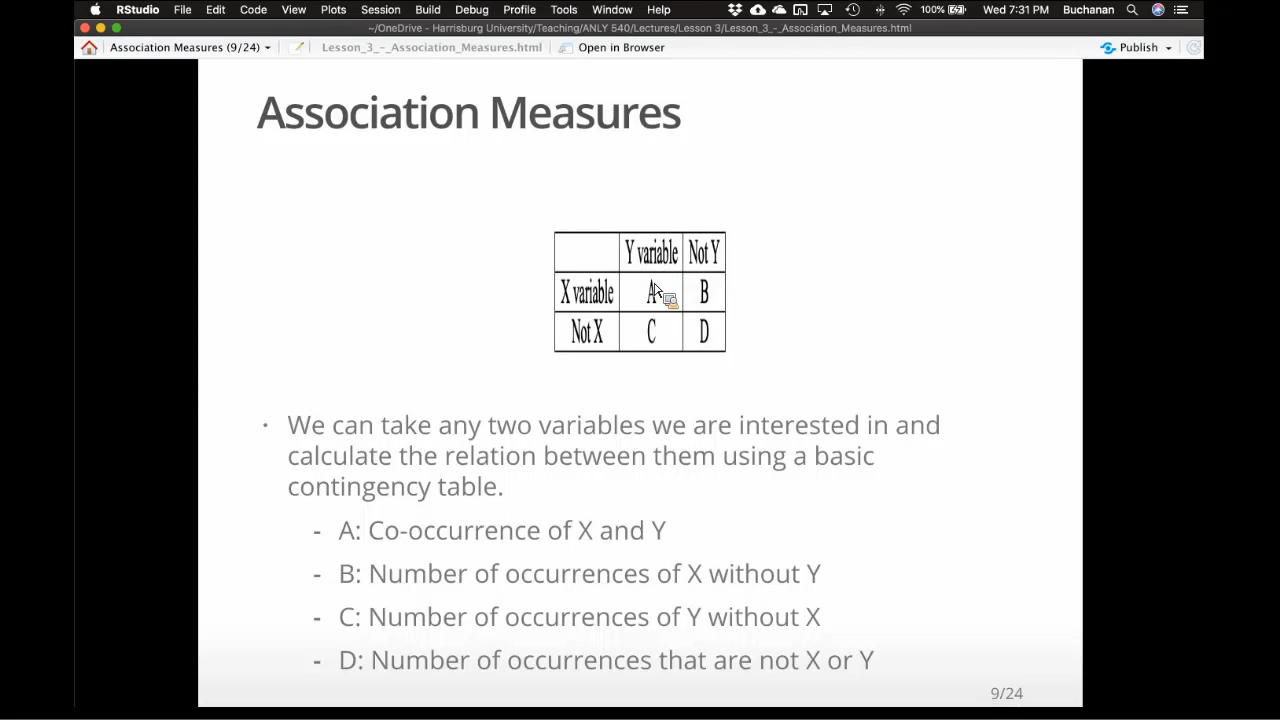 RStudio File Edit Code View Plots Session Build Debug Profile Tools Window Help 100% Wed 7:31 PM Buchanan
~/OneDrive - Harrisburg University/Teaching/ANLY 540/Lectures/Lesson 3/Lesson_3_-_Association_Measures.html
Association Measures (9/24) Lesson_3_-_Association_Measures.html Open in Browser Publish
Association Measures
Y variable Not Y
X variable A B
Not X C D
· We can take any two variables we are interested in and
calculate the relation between them using a basic
contingency table.
- A: Co-occurrence of X and Y
- B: Number of occurrences of X without Y
- C: Number of occurrences of Y without X
- D: Number of occurrences that are not X or Y
9/24